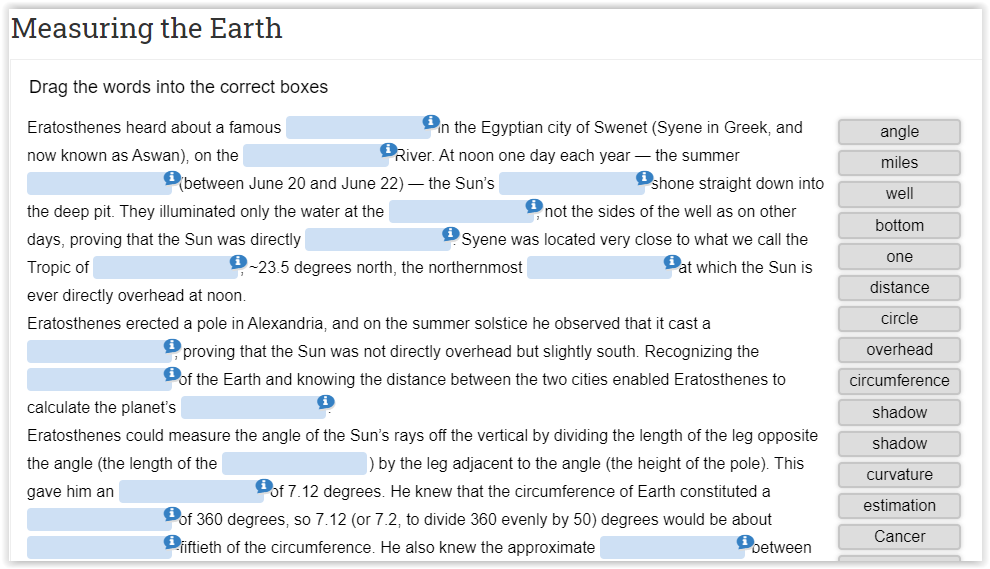 Measuring the Earth
Drag the words into the correct boxes
Eratosthenes heard about a famous in the Egyptian city of Swenet (Syene in Greek, and
now known as Aswan), on the River. At noon one day each year — the summer
(between June 20 and June 22) — the Sun's shone straight down into
the deep pit. They illuminated only the water at the , not the sides of the well as on other
days, proving that the Sun was directly . Syene was located very close to what we call the
Tropic of , ~23.5 degrees north, the northernmost at which the Sun is
ever directly overhead at noon.
Eratosthenes erected a pole in Alexandria, and on the summer solstice he observed that it cast a
, proving that the Sun was not directly overhead but slightly south. Recognizing the
of the Earth and knowing the distance between the two cities enabled Eratosthenes to
calculate the planet's .
Eratosthenes could measure the angle of the Sun's rays off the vertical by dividing the length of the leg opposite
the angle (the length of the ) by the leg adjacent to the angle (the height of the pole). This
gave him an of 7.12 degrees. He knew that the circumference of Earth constituted a
of 360 degrees, so 7.12 (or 7.2, to divide 360 evenly by 50) degrees would be about
-fiftieth of the circumference. He also knew the approximate between
angle
miles
well
bottom
one
distance
circle
overhead
circumference
shadow
shadow
curvature
estimation
Cancer